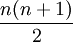 n(n + 1)
2